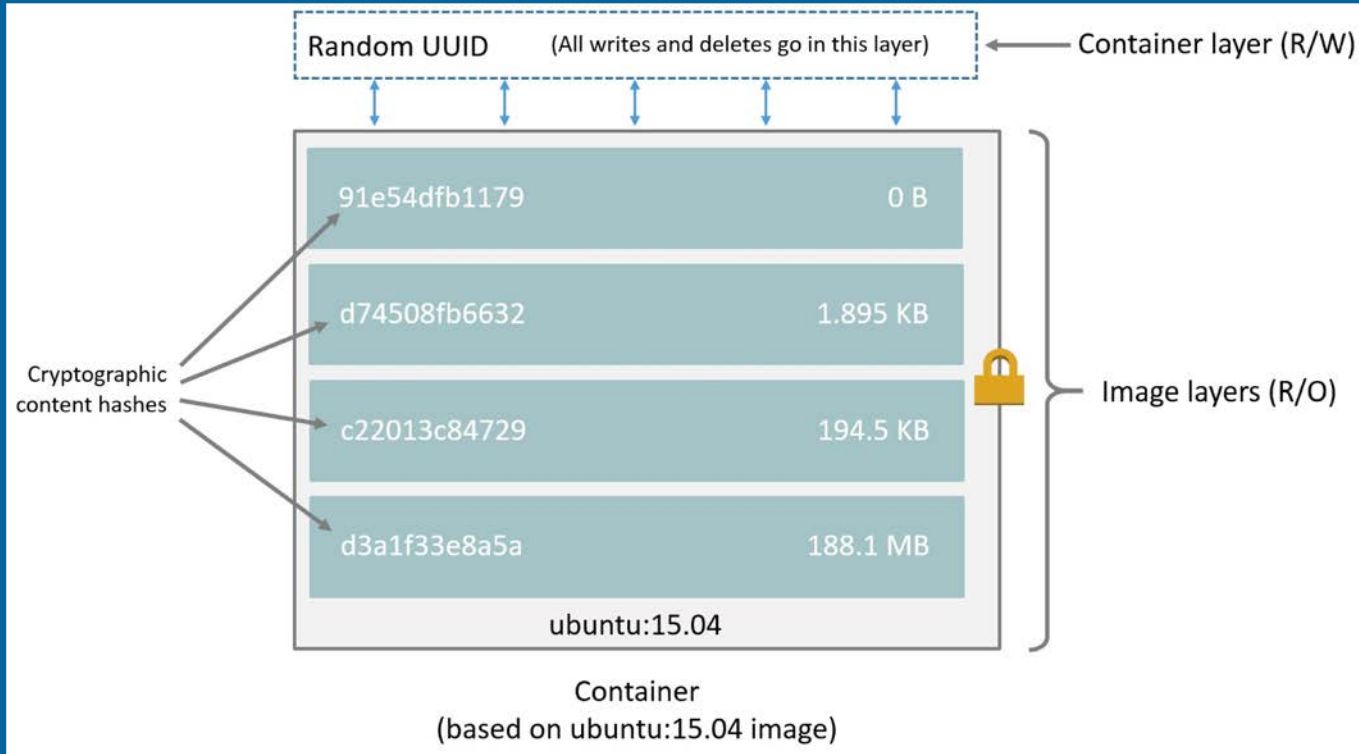 Random UUID (All writes and deletes go in this layer)
Container layer (R/W)
91e54dfb1179 0 B
d74508fb6632 1.895 KB
Cryptographic
content hashes
c22013c84729 194.5 KB
Image layers (R/O)
d3a1f33e8a5a 188.1 MB
ubuntu:15.04
Container
(based on ubuntu:15.04 image)